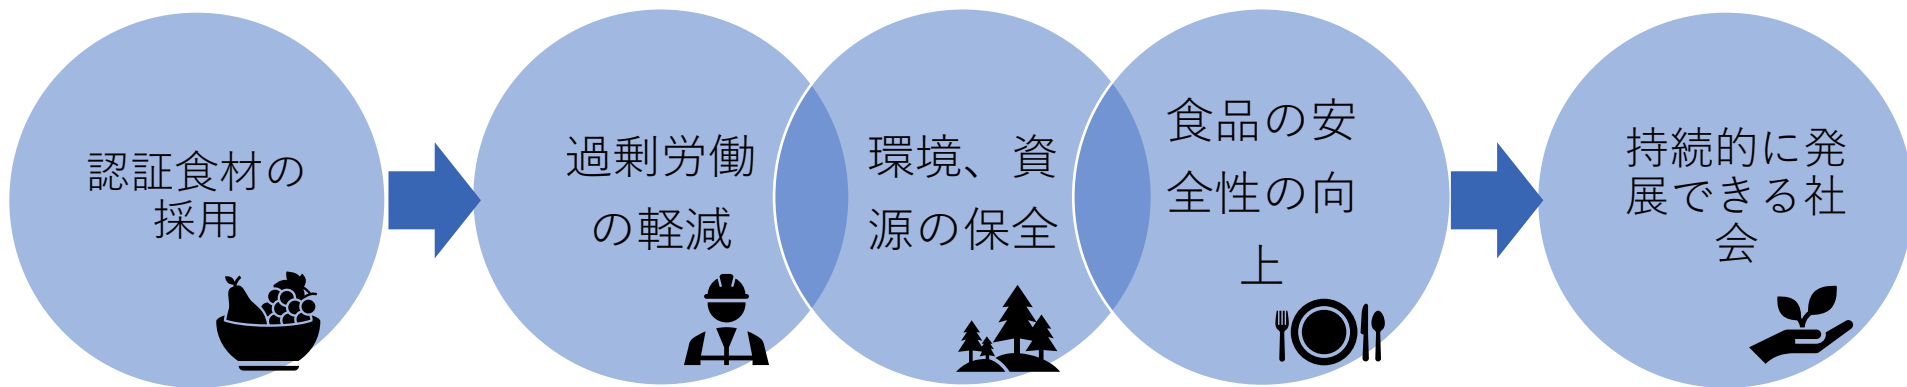 認証食材の
採用
過剰労働
の軽減
環境、資
源の保全
食品の安
全性の向
上
持続的に発
展できる社
会